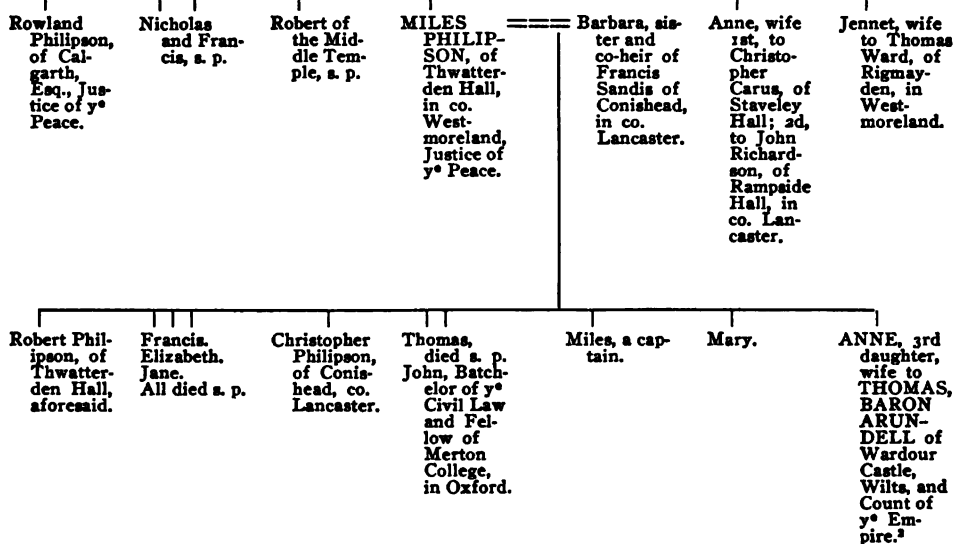 Rowland
Philipson,
of Cal-
garth,
Esq., Jus-
tice of yᵉ
Peace.
Nicholas
and Fran-
cis, s. p.
Robert of
the Mid-
dle Tem-
ple, s. p.
MILES
PHILIP-
SON, of
Thwatter-
den Hall,
in co.
West-
moreland,
Justice of
yᵉ Peace.
Barbara, sis-
ter and
co-heir of
Francis
Sandis of
Conishead,
in co.
Lancaster.
Anne, wife
1st, to
Christo-
pher
Carus, of
Staveley
Hall; 2d,
to John
Richard-
son, of
Rampside
Hall, in
co. Lan-
caster.
Jennet, wife
to Thomas
Ward, of
Rigmay-
den, in
West-
moreland.
Robert Phil-
ipson, of
Thwatter-
den Hall,
aforesaid.
Francis.
Elizabeth.
Jane.
All died s. p.
Christopher
Philipson,
of Conis-
head, co.
Lancaster.
Thomas,
died s. p.
John, Batch-
elor of yᵉ
Civil Law
and Fel-
low of
Merton
College,
in Oxford.
Miles, a cap-
tain.
Mary.
ANNE, 3rd
daughter,
wife to
THOMAS,
BARON
ARUN-
DELL of
Wardour
Castle,
Wilts, and
Count of
yᵉ Em-
pire.²